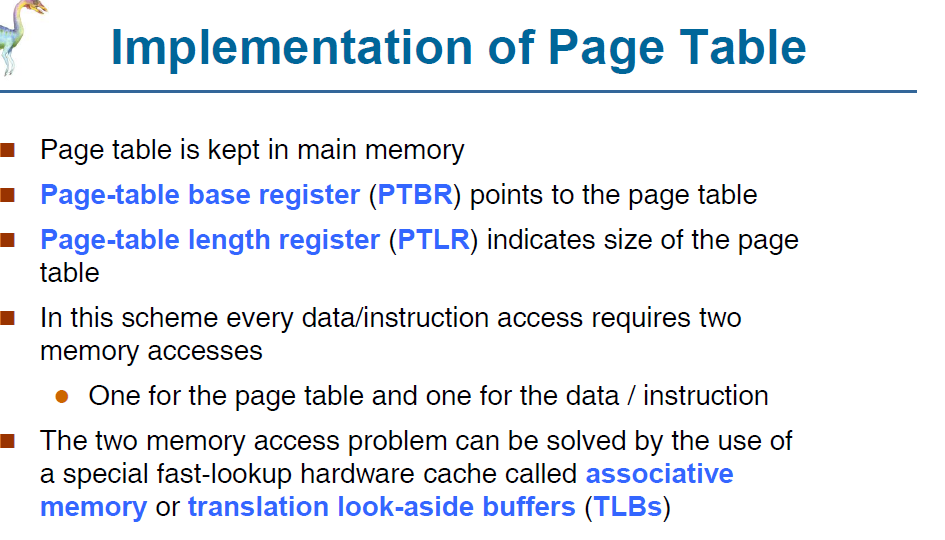 Implementation of Page Table
Page table is kept in main memory
Page-table base register (PTBR) points to the page table
Page-table length register (PTLR) indicates size of the page
table
In this scheme every data/instruction access requires two
memory accesses
One for the page table and one for the data / instruction
The two memory access problem can be solved by the use of
a special fast-lookup hardware cache called associative
memory or translation look-aside buffers (TLBs)